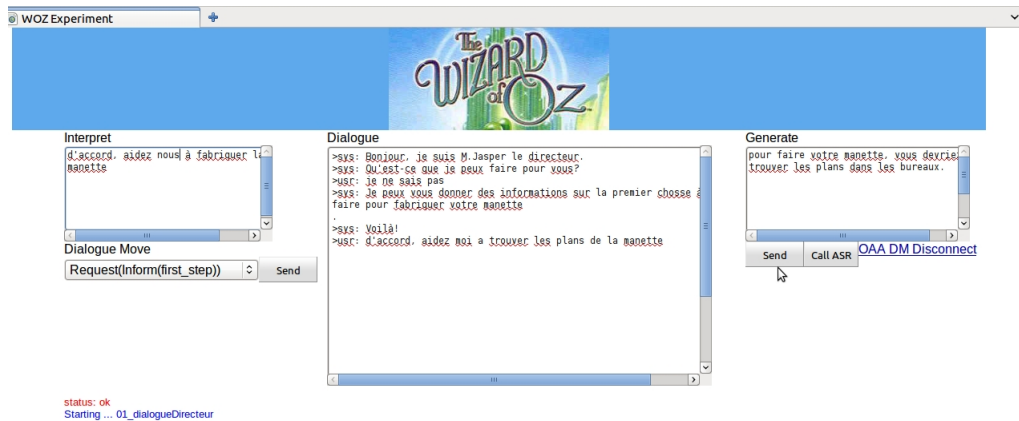 WOZ Experiment
The
WIZARD
of OZ
Interpret
d'accord, aidez nous à fabriquer la
manette
Dialogue Move
Request(Inform(first_step))
Send
Dialogue
>sys: Bonjour, je suis M.Jasper le directeur.
>sys: Qu'est-ce que je peux faire pour vous?
>usr: je ne sais pas
>sys: Je peux vous donner des informations sur la premier chosse à
faire pour fabriquer votre manette
.
>sys: Voilà!
>usr: d'accord, aidez moi a trouver les plans de la manette
Generate
pour faire votre manette, vous devriez
trouver les plans dans les bureaux.
Send
Call ASR
OAA DM Disconnect
status: ok
Starting ... 01_dialogueDirecteur